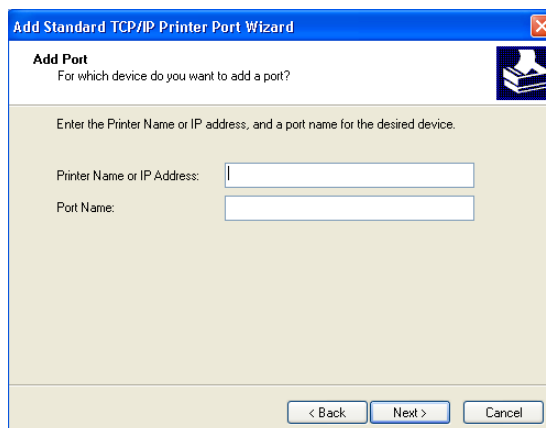 Add Standard TCP/IP Printer Port Wizard
Add Port
For which device do you want to add a port?
Enter the Printer Name or IP address, and a port name for the desired device.
Printer Name or IP Address:
Port Name:
< Back Next > Cancel